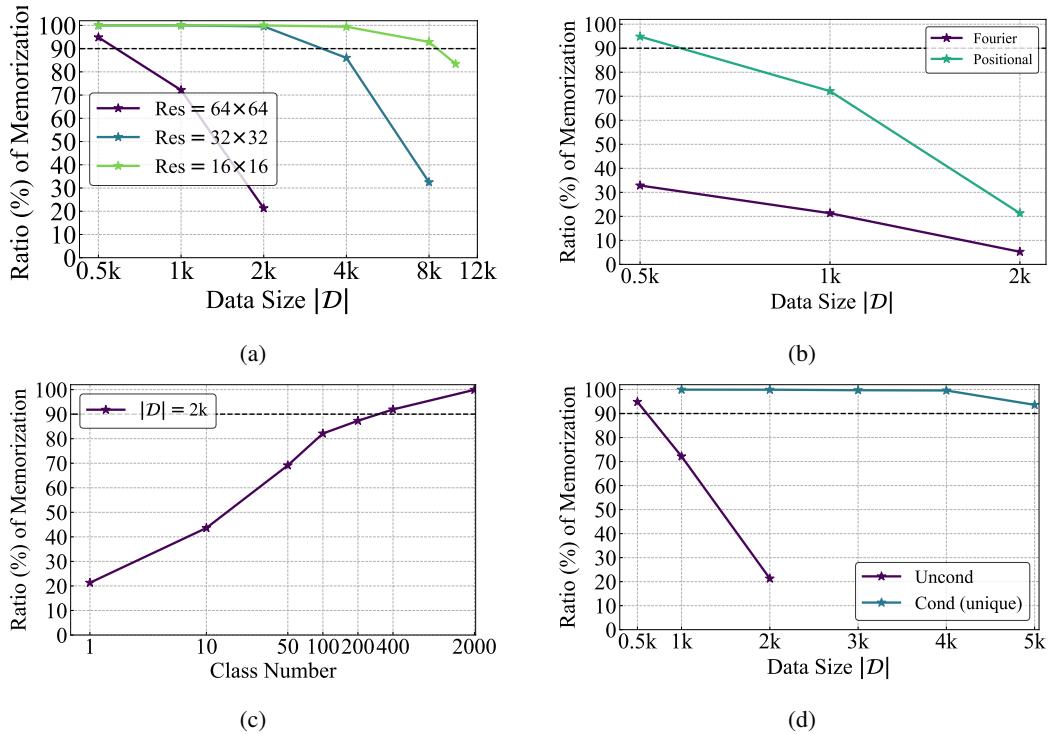 Ratio (%) of Memorization
100
90
80
70
60
50
40
30
20
10
0
Res = 64×64
Res = 32×32
Res = 16×16
0.5k 1k 2k 4k 8k 12k
Data Size |𝒟|
(a)
Ratio (%) of Memorization
100
90
80
70
60
50
40
30
20
10
0
Fourier
Positional
0.5k 1k 2k
Data Size |𝒟|
(b)
Ratio (%) of Memorization
100
90
80
70
60
50
40
30
20
10
0
|𝒟| = 2k
1 10 50 100 200 400 2000
Class Number
(c)
Ratio (%) of Memorization
100
90
80
70
60
50
40
30
20
10
0
Uncond
Cond (unique)
0.5k 1k 2k 3k 4k 5k
Data Size |𝒟|
(d)